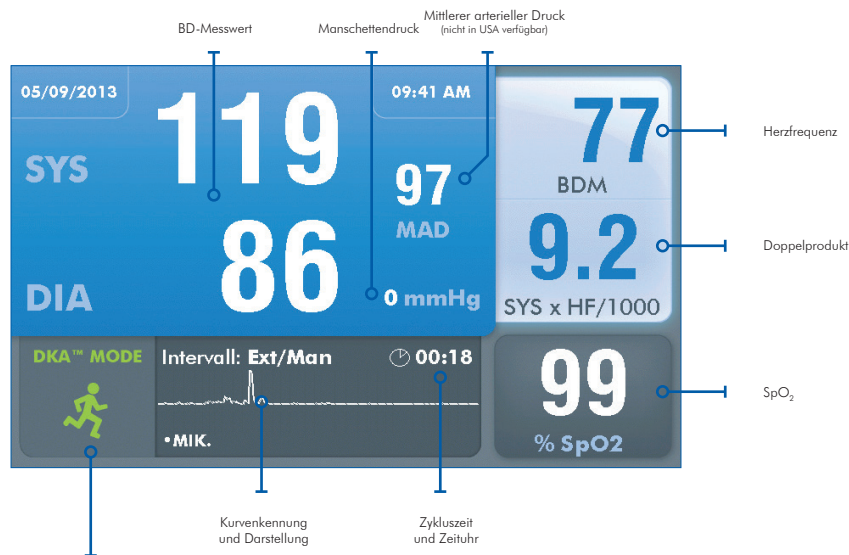 BD-Messwert
Manschettendruck
Mittlerer arterieller Druck
(nicht in USA verfügbar)
05/09/2013
09:41 AM
SYS
119
97
MAD
DIA
86
0 mmHg
77
BDM
9.2
SYS x HF/1000
Herzfrequenz
Doppelprodukt
DKA™ MODE
Intervall: Ext/Man
00:18
•MIK.
99
% SpO2
SpO₂
Kurvenkennung
und Darstellung
Zykluszeit
und Zeituhr